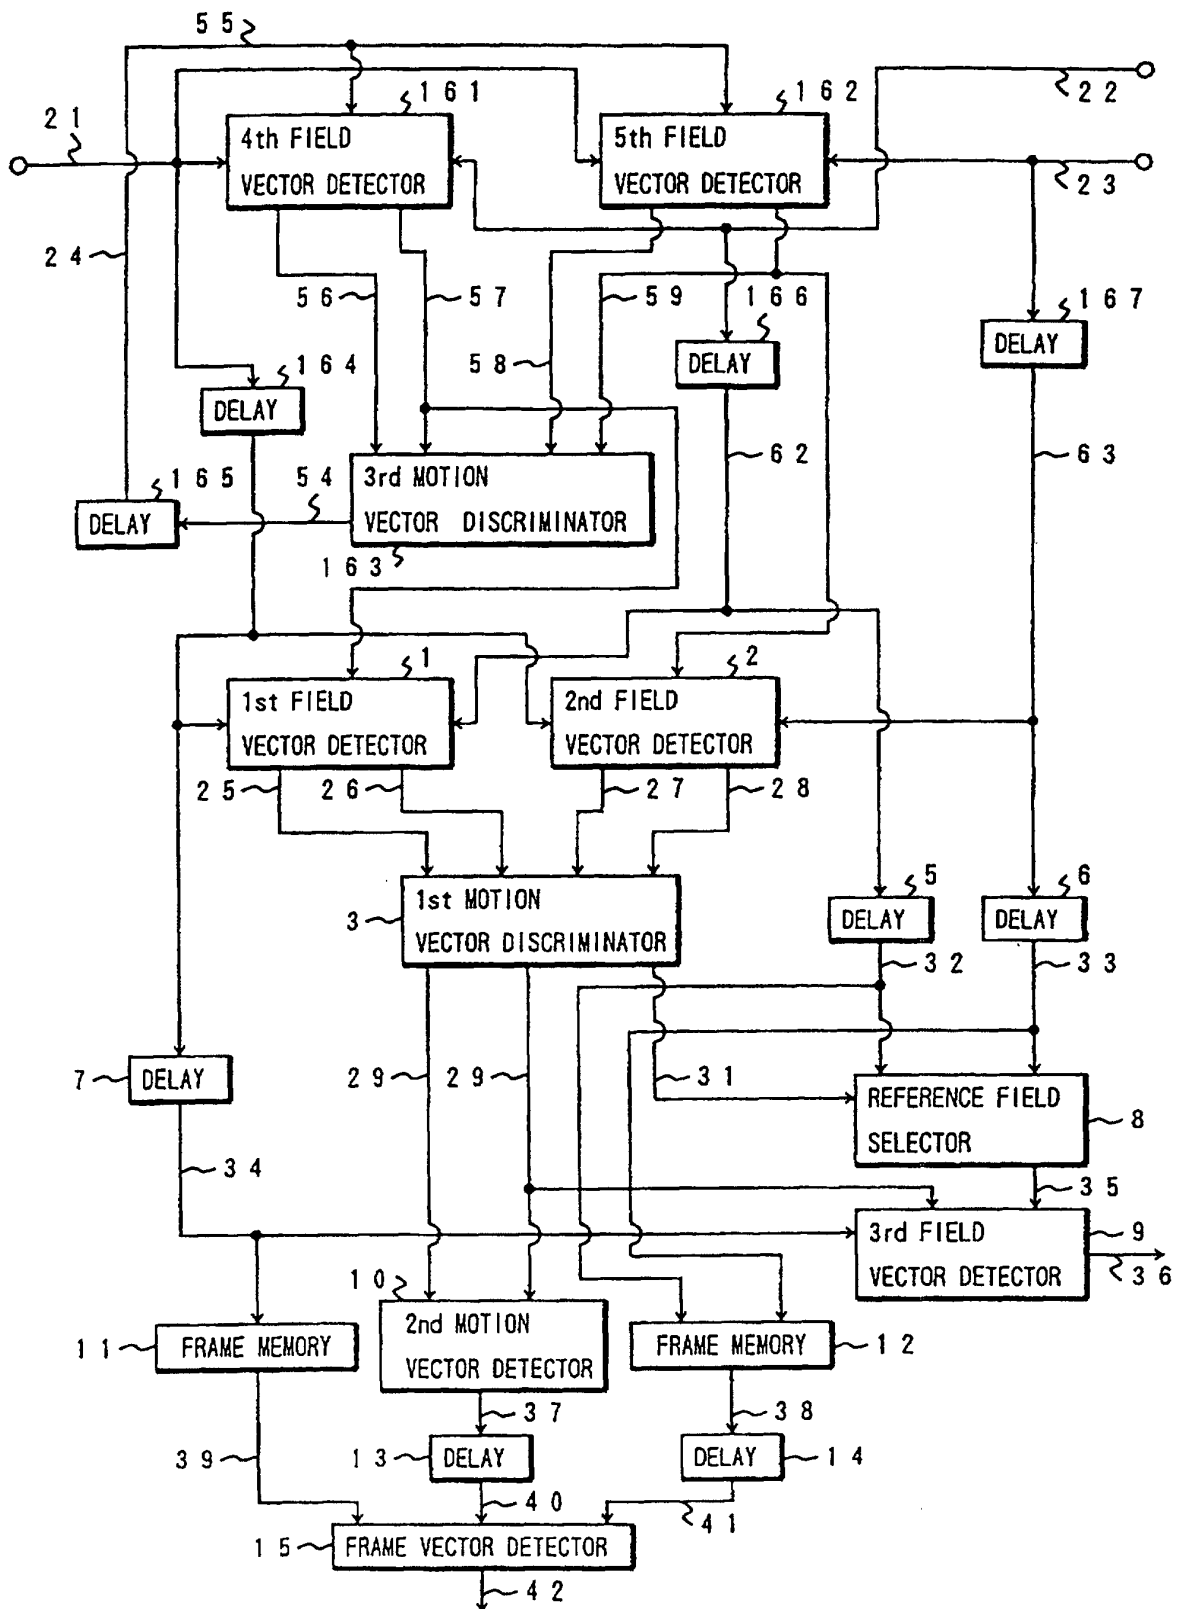 55
161
162
22
21
4th FIELD
VECTOR DETECTOR
5th FIELD
VECTOR DETECTOR
23
24
56
57
59
166
167
DELAY
164
58
DELAY
DELAY
62
63
165
54
3rd MOTION
VECTOR DISCRIMINATOR
DELAY
163
1
2
1st FIELD
VECTOR DETECTOR
2nd FIELD
VECTOR DETECTOR
25
26
27
28
5
6
3
1st MOTION
VECTOR DISCRIMINATOR
DELAY
DELAY
32
33
7
DELAY
29
29
31
REFERENCE FIELD
SELECTOR
8
34
35
3rd FIELD
VECTOR DETECTOR
9
36
10
11
FRAME MEMORY
2nd MOTION
VECTOR DETECTOR
FRAME MEMORY
12
37
38
39
13
DELAY
DELAY
14
40
41
15
FRAME VECTOR DETECTOR
42